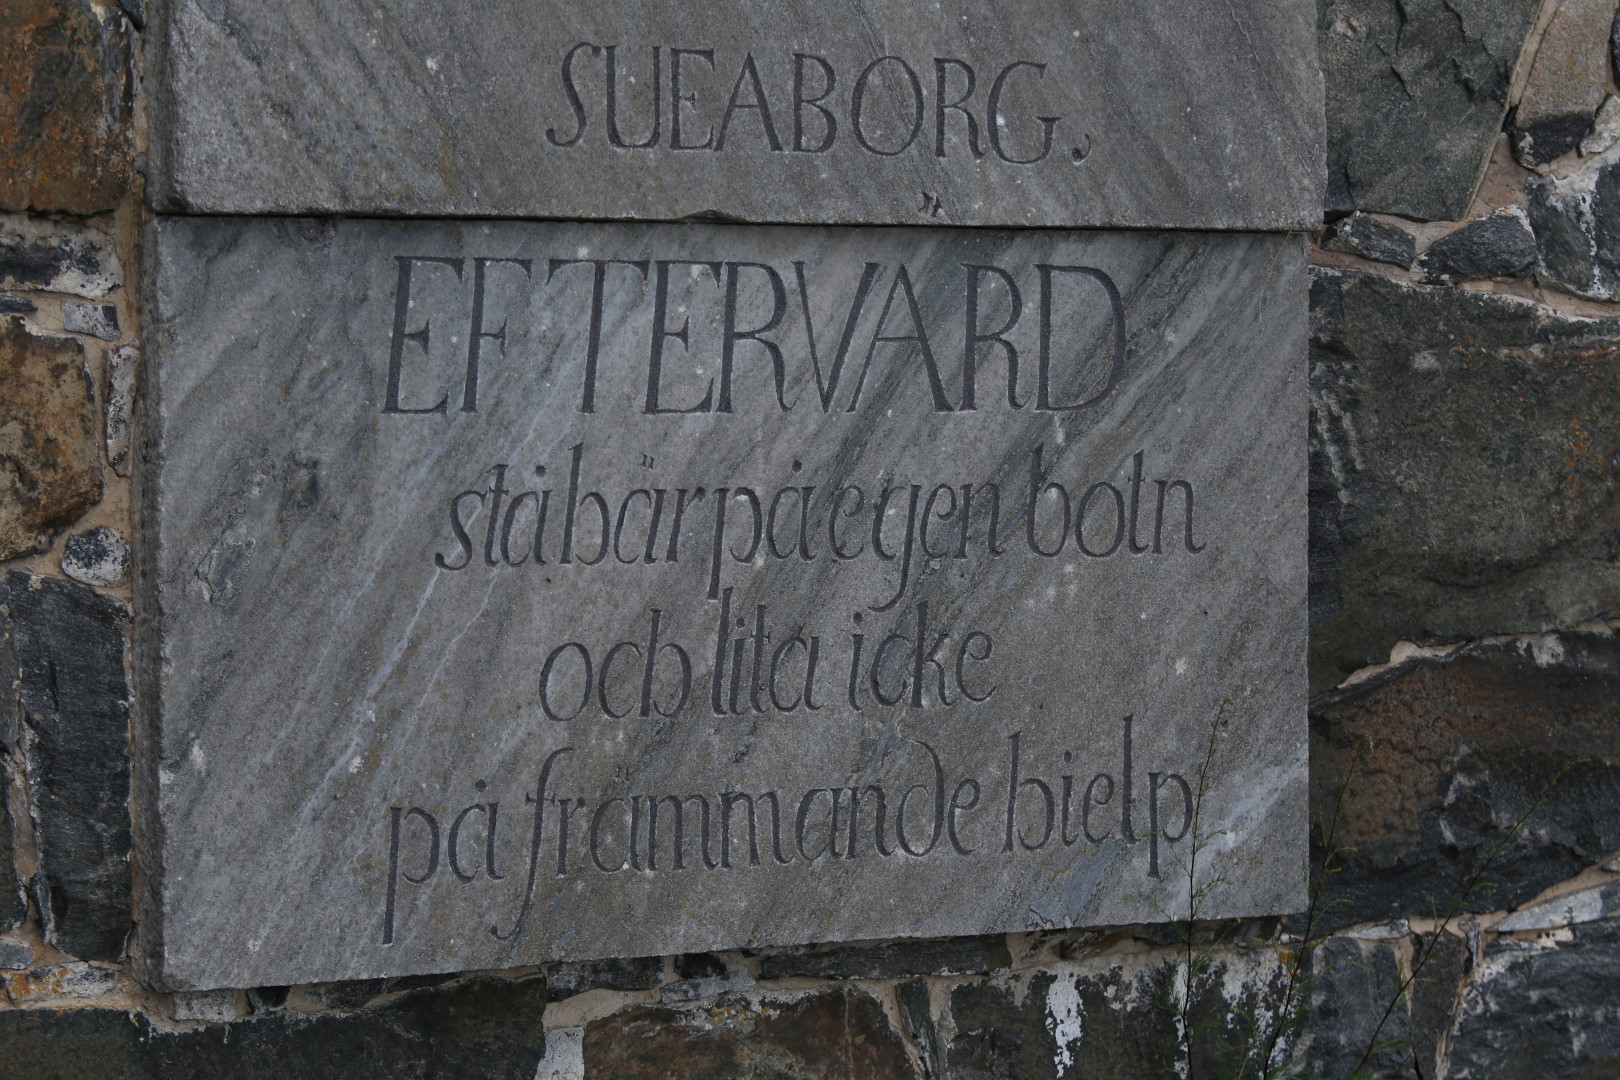 SUEABORG.
EFTERVARD
stå här på egen botn
och lita icke
på främmande hielp